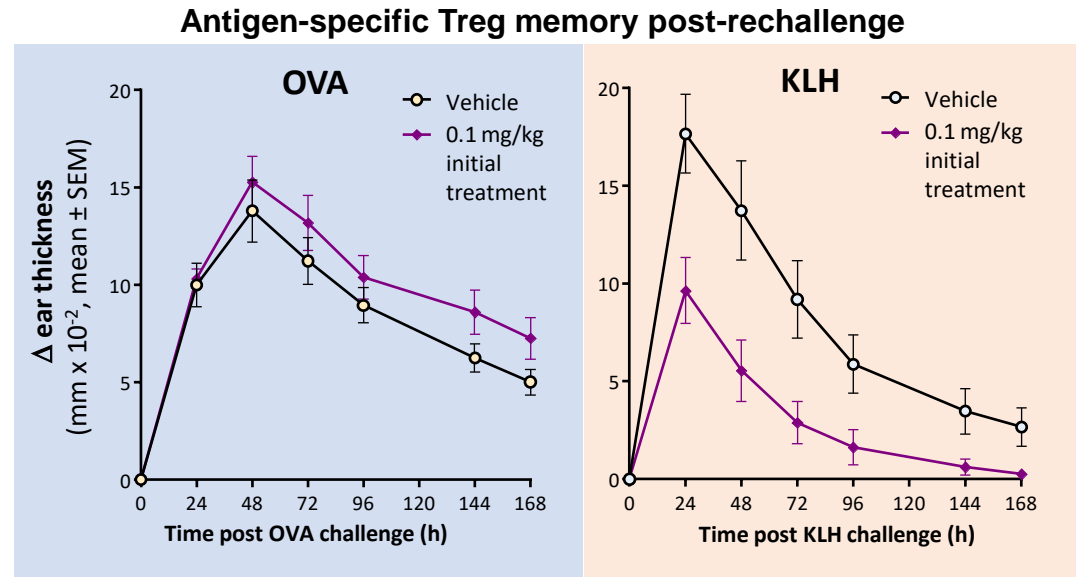 Antigen-specific Treg memory post-rechallenge
OVA
Vehicle
0.1 mg/kg
initial
treatment
Δ ear thickness
(mm x 10⁻², mean ± SEM)
20
15
10
5
0
0 24 48 72 96 120 144 168
Time post OVA challenge (h)
KLH
Vehicle
0.1 mg/kg
initial
treatment
20
15
10
5
0
0 24 48 72 96 120 144 168
Time post KLH challenge (h)